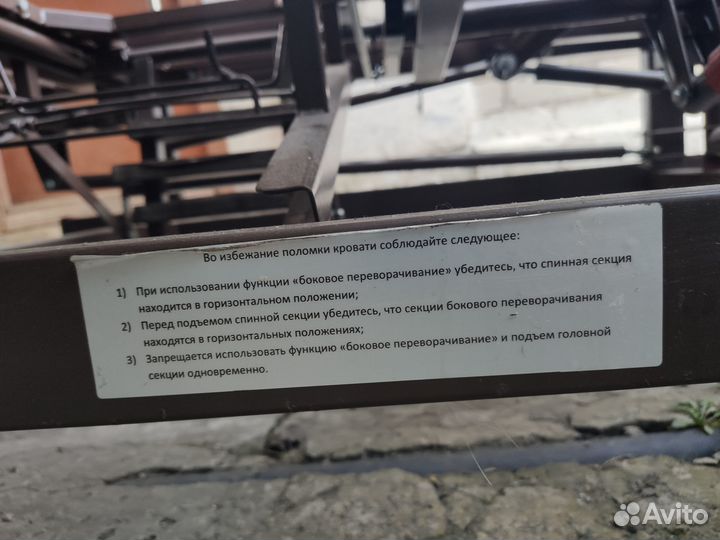 Во избежание поломки кровати соблюдайте следующее:
1) При использовании функции «боковое переворачивание» убедитесь, что спинная секция
находится в горизонтальном положении;
2) Перед подъемом спинной секции убедитесь, что секции бокового переворачивания
находятся в горизонтальных положениях;
3) Запрещается использовать функцию «боковое переворачивание» и подъем головной
секции одновременно.
Avito